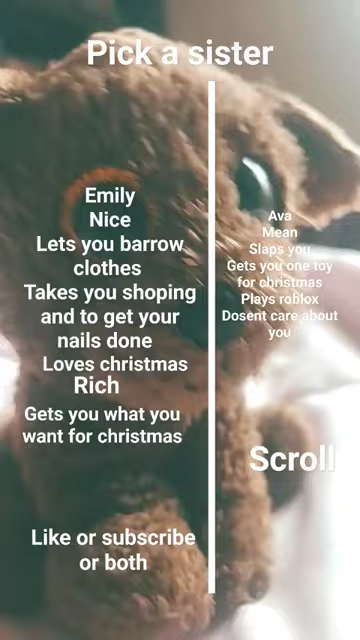 Pick a sister
Emily
Nice
Lets you barrow
clothes
Takes you shoping
and to get your
nails done
Loves christmas
Rich
Gets you what you
want for christmas
Like or subscribe
or both
Ava
Mean
Slaps you
Gets you one toy
for christmas
Plays roblox
Dosent care about
you
Scroll